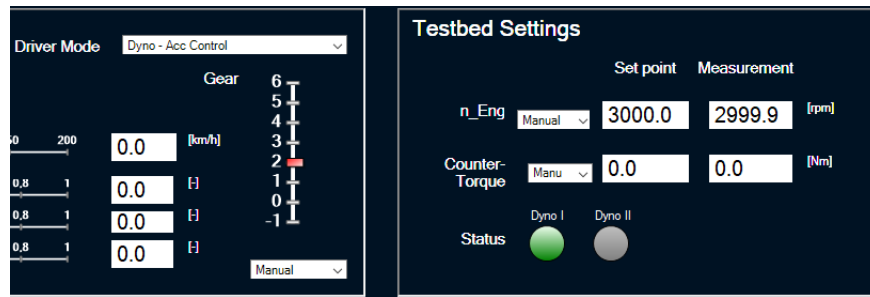 Driver Mode
Dyno - Acc Control
Gear
6
5
4
3
2
1
0
-1
200
0.0
[km/h]
0,8
1
0.0
[-]
0,8
1
0.0
[-]
0,8
1
0.0
[-]
Manual
Testbed Settings
Set point
Measurement
n_Eng
Manual
3000.0
2999.9
[rpm]
Counter-
Torque
Manu
0.0
0.0
[Nm]
Dyno I
Dyno II
Status